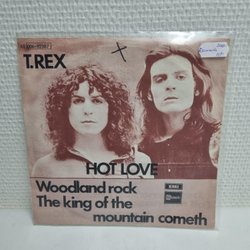 T.REX
HOT LOVE
Woodland rock
The king of the
mountain cometh